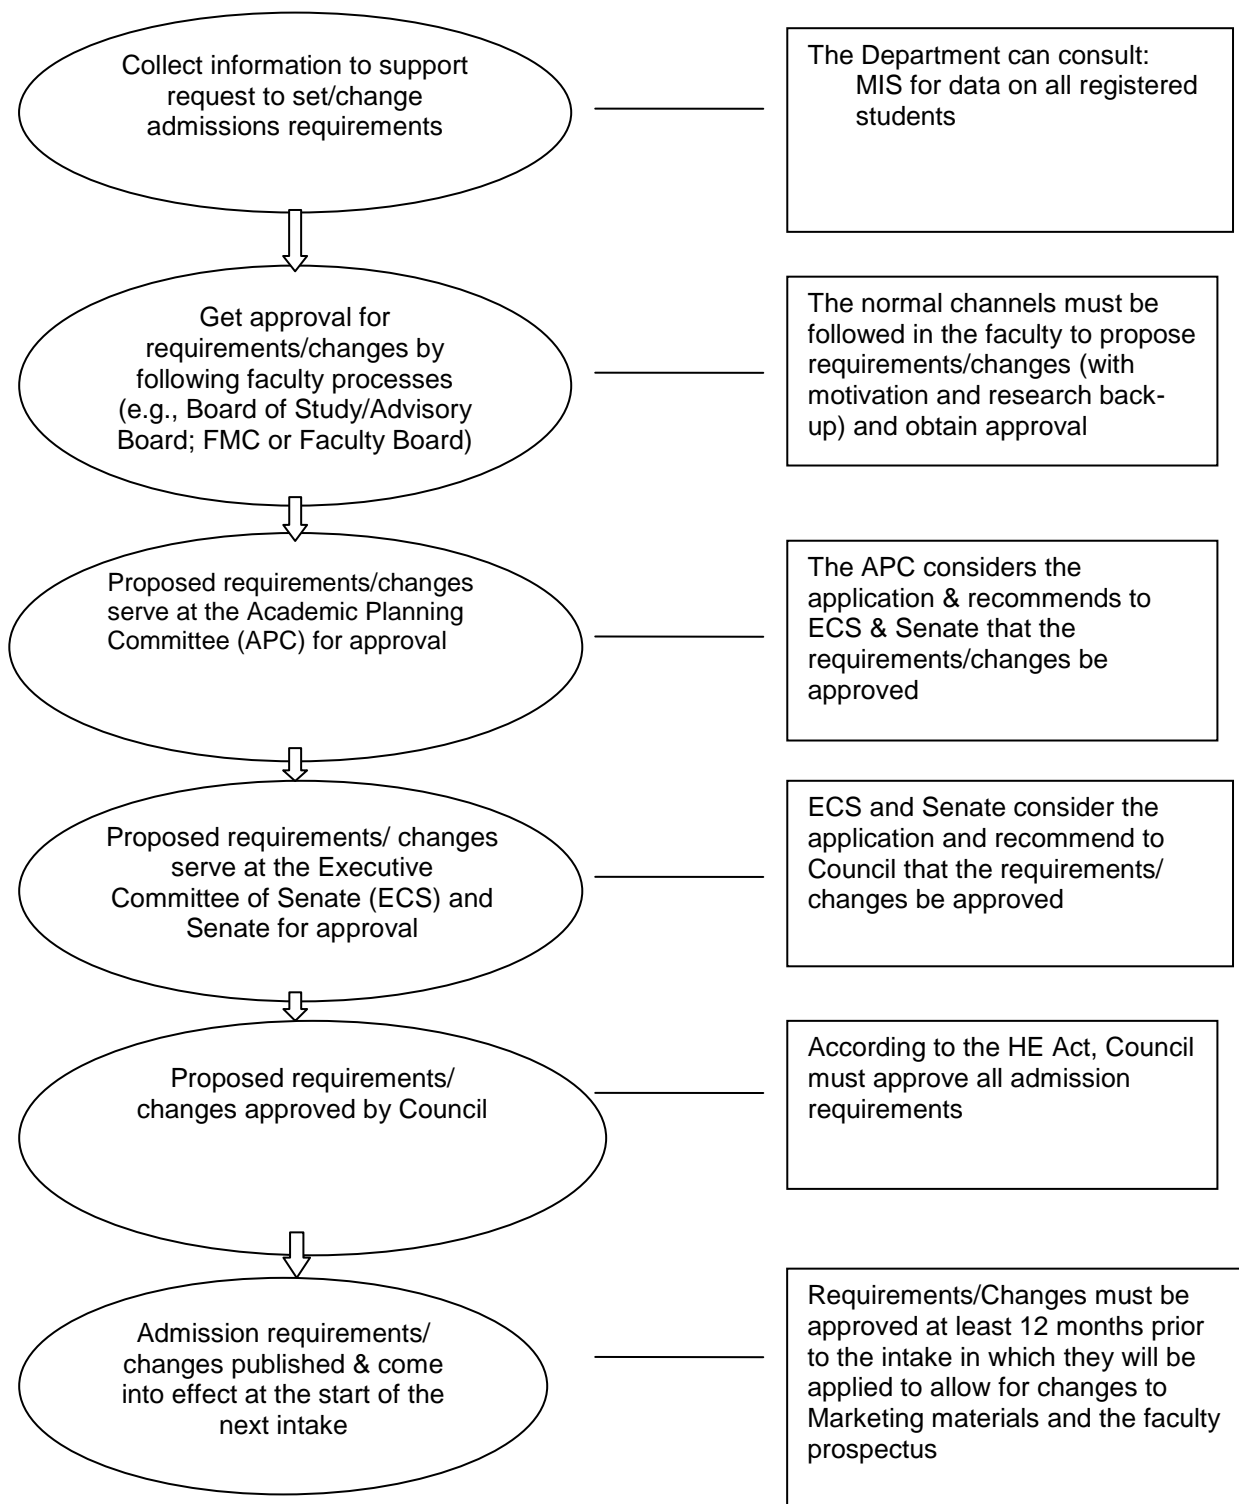 Collect information to support
request to set/change
admissions requirements
The Department can consult:
MIS for data on all registered
students
Get approval for
requirements/changes by
following faculty processes
(e.g., Board of Study/Advisory
Board; FMC or Faculty Board)
The normal channels must be
followed in the faculty to propose
requirements/changes (with
motivation and research back-
up) and obtain approval
Proposed requirements/changes
serve at the Academic Planning
Committee (APC) for approval
The APC considers the
application & recommends to
ECS & Senate that the
requirements/changes be
approved
Proposed requirements/ changes
serve at the Executive
Committee of Senate (ECS) and
Senate for approval
ECS and Senate consider the
application and recommend to
Council that the requirements/
changes be approved
Proposed requirements/
changes approved by Council
According to the HE Act, Council
must approve all admission
requirements
Admission requirements/
changes published & come
into effect at the start of the
next intake
Requirements/Changes must be
approved at least 12 months prior
to the intake in which they will be
applied to allow for changes to
Marketing materials and the faculty
prospectus